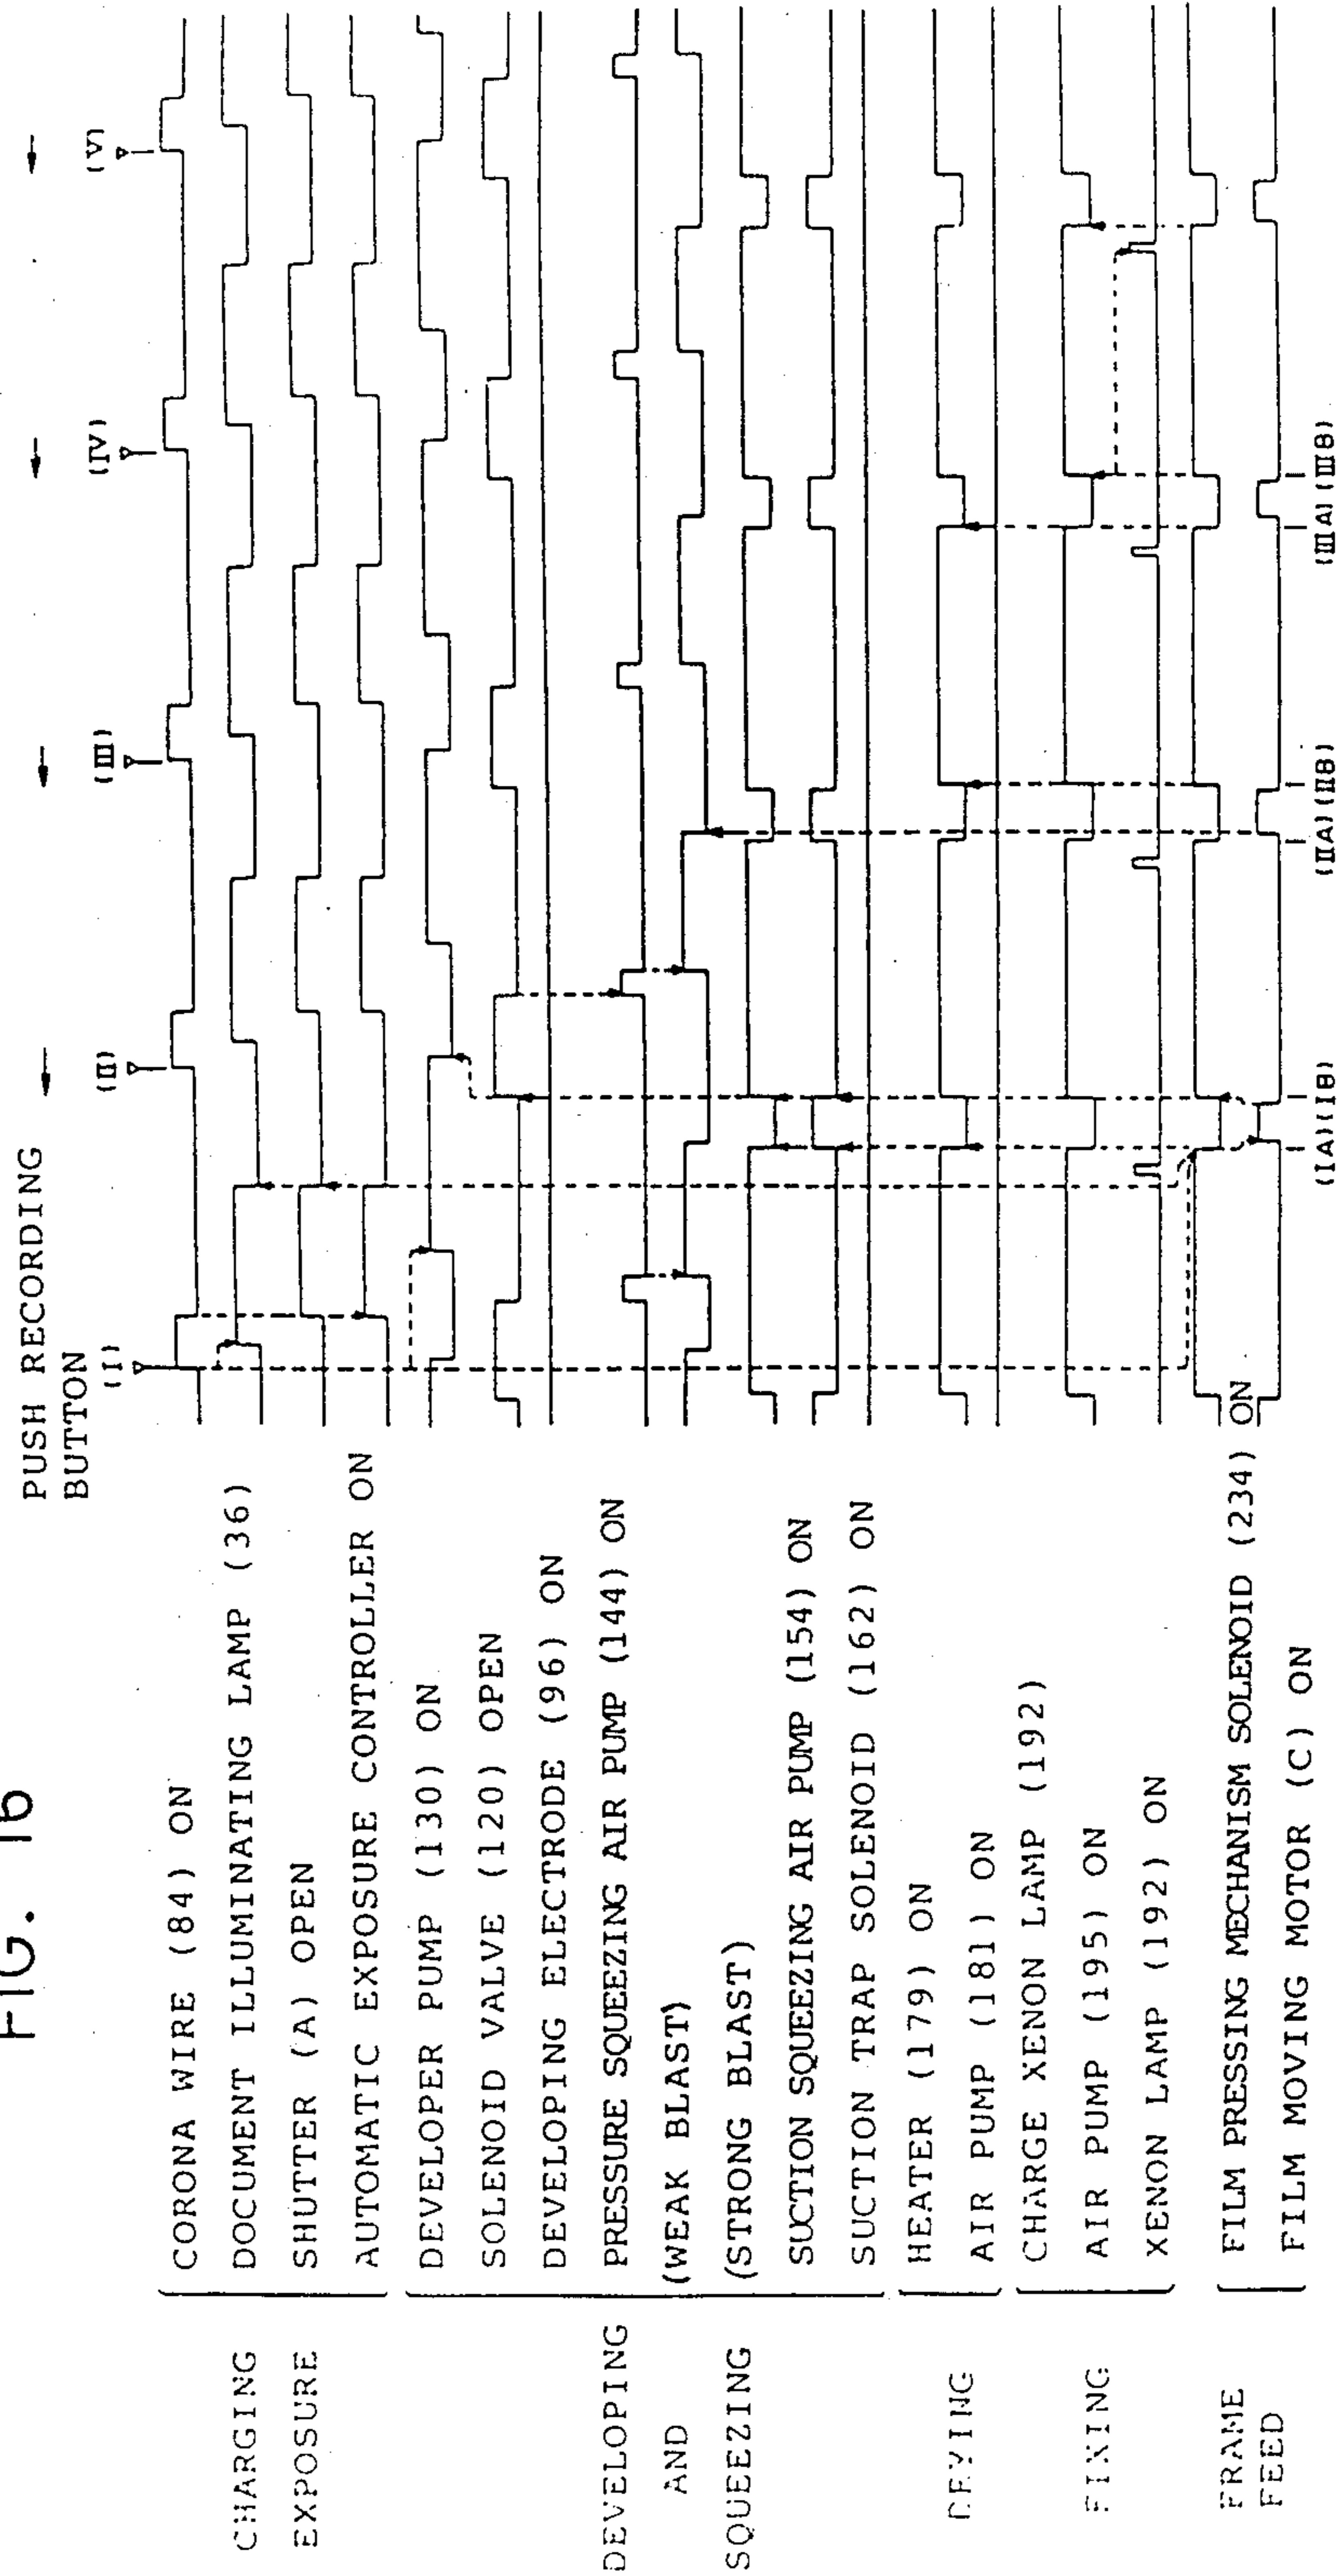 FIG. 16
PUSH RECORDING
BUTTON
(I)
(II)
(III)
(IV)
(V)
CHARGING
EXPOSURE
CORONA WIRE (84) ON
DOCUMENT ILLUMINATING LAMP (36)
SHUTTER (A) OPEN
AUTOMATIC EXPOSURE CONTROLLER ON
DEVELOPING
AND
SQUEEZING
DEVELOPER PUMP (130) ON
SOLENOID VALVE (120) OPEN
DEVELOPING ELECTRODE (96) ON
PRESSURE SQUEEZING AIR PUMP (144) ON
(WEAK BLAST)
(STRONG BLAST)
SUCTION SQUEEZING AIR PUMP (154) ON
SUCTION TRAP SOLENOID (162) ON
DRYING
HEATER (179) ON
AIR PUMP (181) ON
FIXING
CHARGE XENON LAMP (192)
AIR PUMP (195) ON
XENON LAMP (192) ON
FRAME
FEED
FILM PRESSING MECHANISM SOLENOID (234) ON
FILM MOVING MOTOR (C) ON
(IA) (IB)
(IIA) (IIB)
(IIIA) (IIIB)